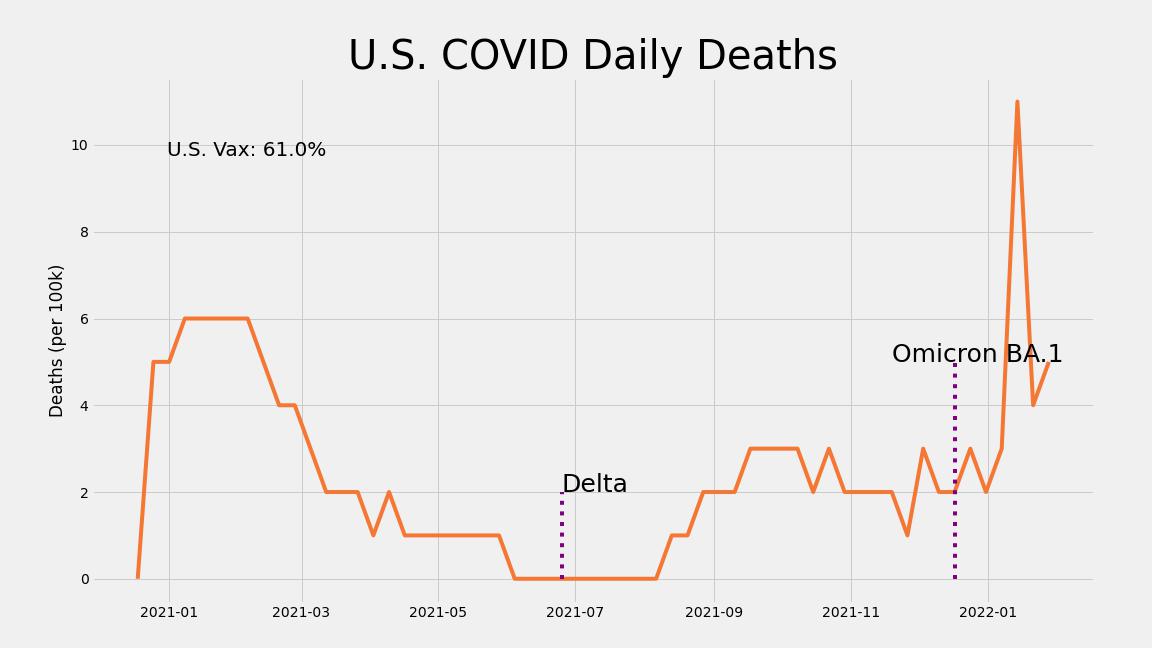 U.S. COVID Daily Deaths
U.S. Vax: 61.0%
Deaths (per 100k)
10
8
6
4
2
0
Omicron BA.1
Delta
2021-01
2021-03
2021-05
2021-07
2021-09
2021-11
2022-01